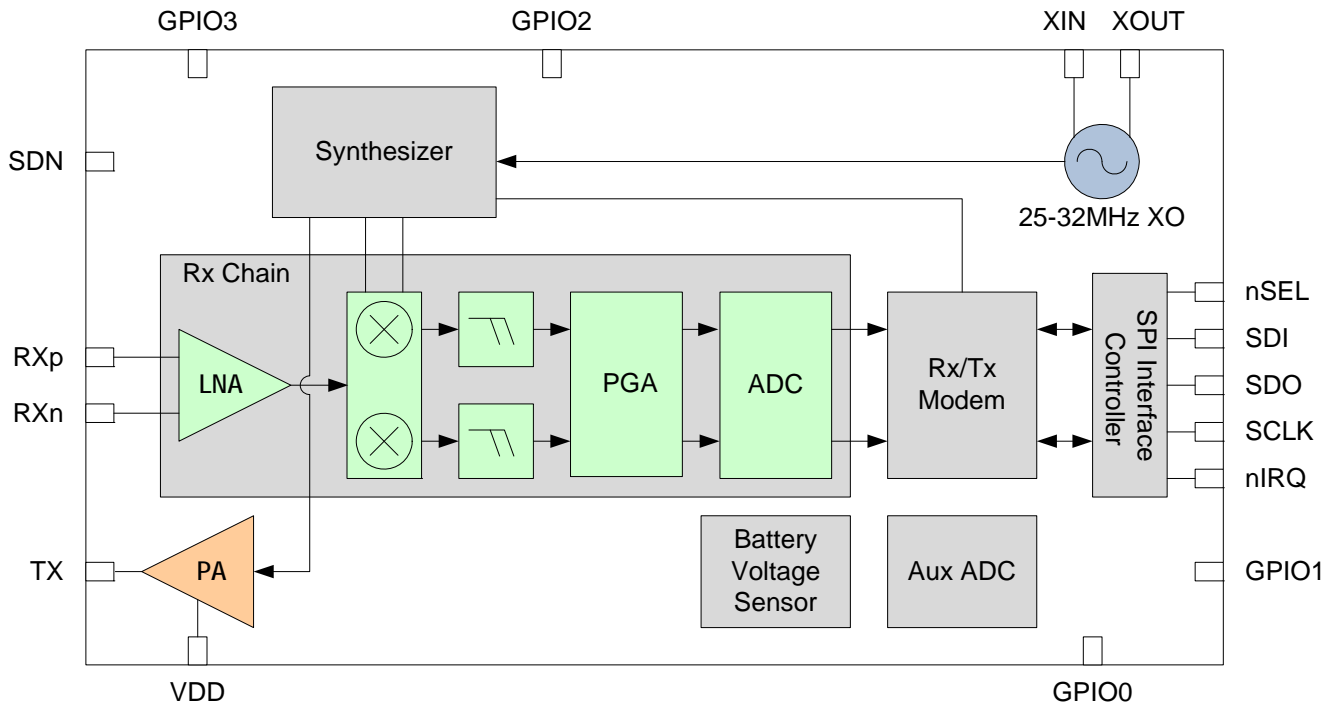 GPIO3
GPIO2
XIN
XOUT
SDN
Synthesizer
25-32MHz XO
Rx Chain
RXp
RXn
LNA
PGA
ADC
Rx/Tx
Modem
SPI Interface
Controller
nSEL
SDI
SDO
SCLK
nIRQ
TX
PA
Battery
Voltage
Sensor
Aux ADC
GPIO1
VDD
GPIO0